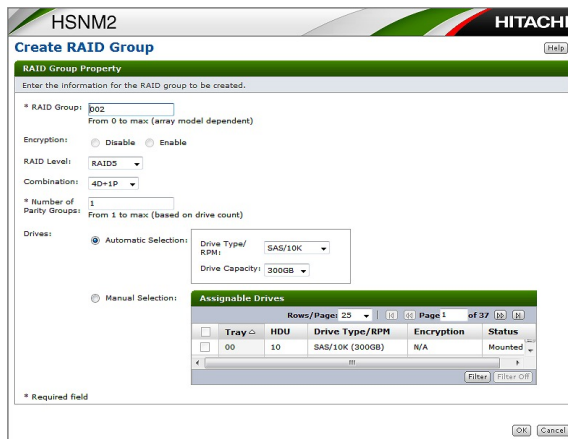 HSNM2
HITACHI
Create RAID Group
Help
RAID Group Property
Enter the information for the RAID group to be created.
* RAID Group: 002
From 0 to max (array model dependent)
Encryption: Disable Enable
RAID Level: RAID5
Combination: 4D+1P
* Number of Parity Groups: 1
From 1 to max (based on drive count)
Drives: Automatic Selection: Drive Type/ RPM: SAS/10K
Drive Capacity: 300GB
Manual Selection: Assignable Drives
Rows/Page: 25 Page 1 of 37
Tray HDU Drive Type/RPM Encryption Status
00 10 SAS/10K (300GB) N/A Mounted
Filter Filter Off
* Required field
OK Cancel